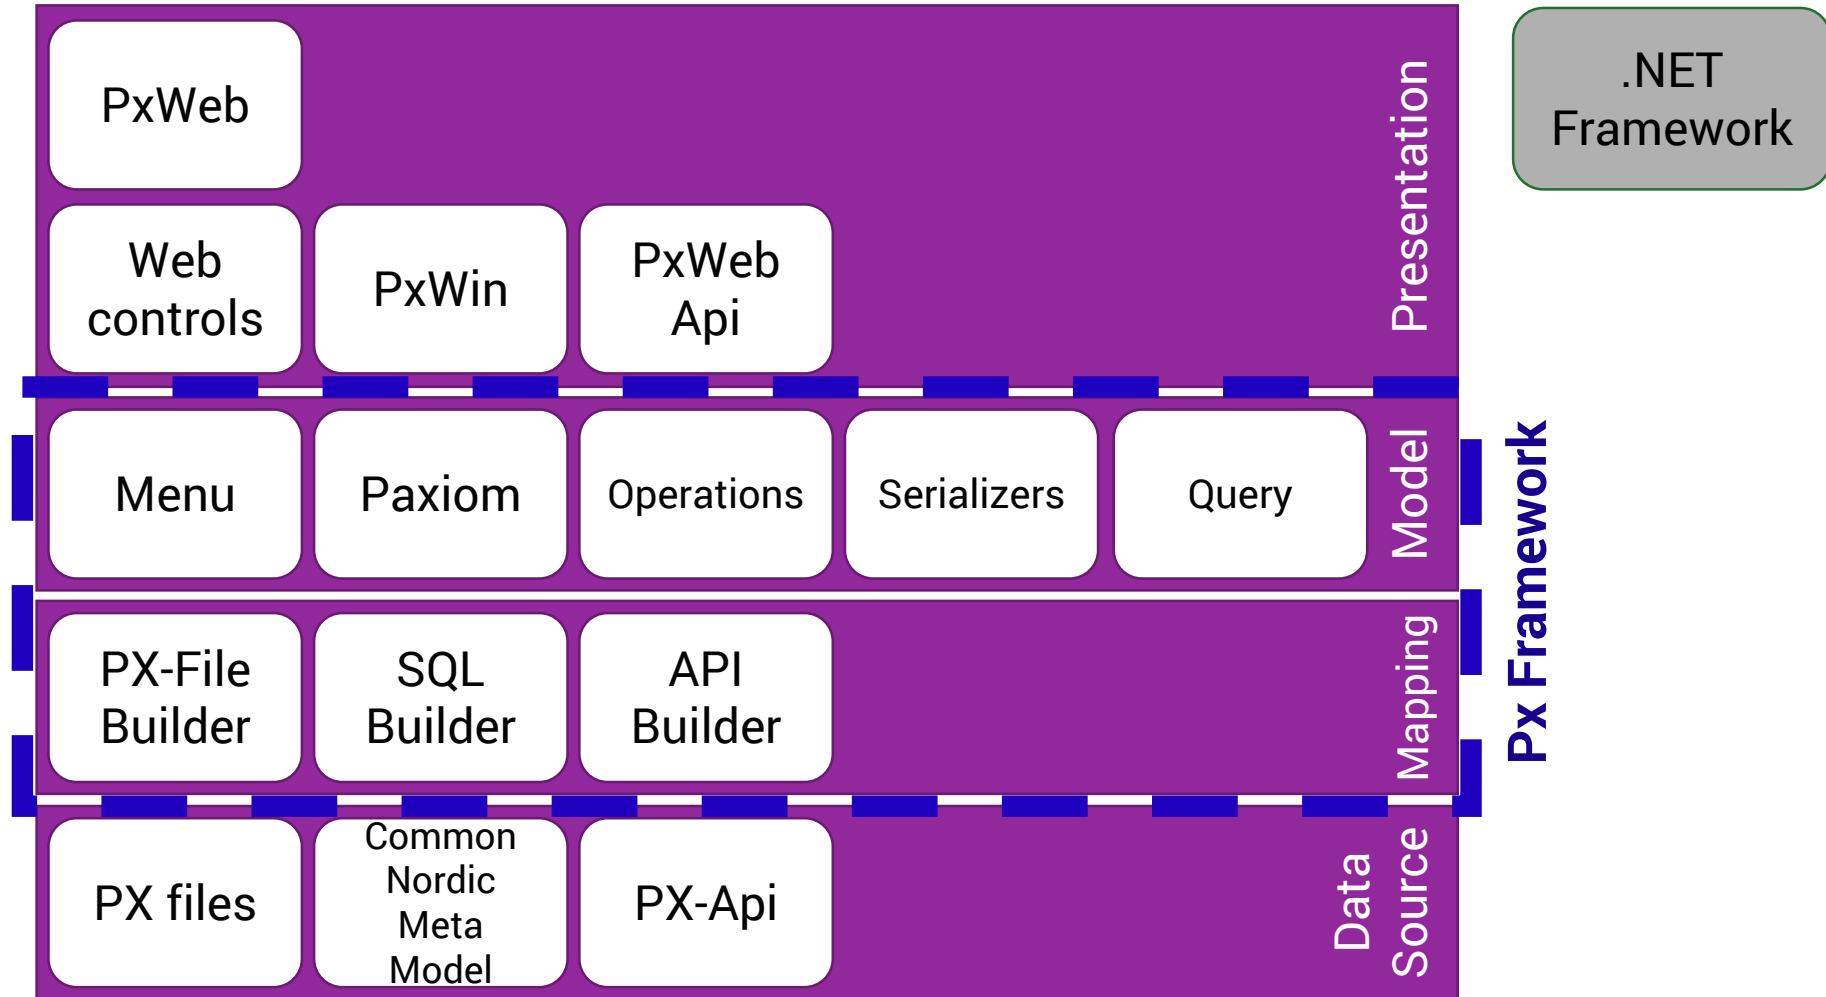 PxWeb
Presentation
.NET
Framework
Web
controls
PxWin
PxWeb
Api
Menu
Paxiom
Operations
Serializers
Query
Model
Px Framework
PX-File
Builder
SQL
Builder
API
Builder
Mapping
PX files
Common
Nordic
Meta
Model
PX-Api
Data
Source